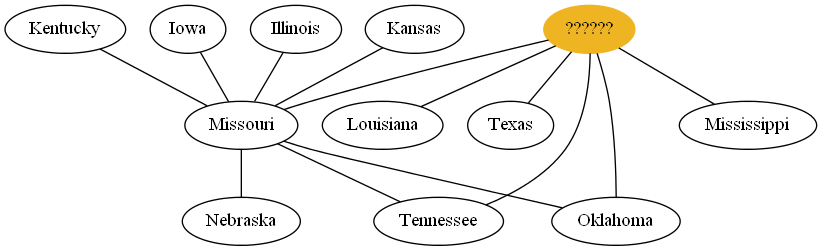 Kentucky
Iowa
Illinois
Kansas
??????
Missouri
Louisiana
Texas
Mississippi
Nebraska
Tennessee
Oklahoma